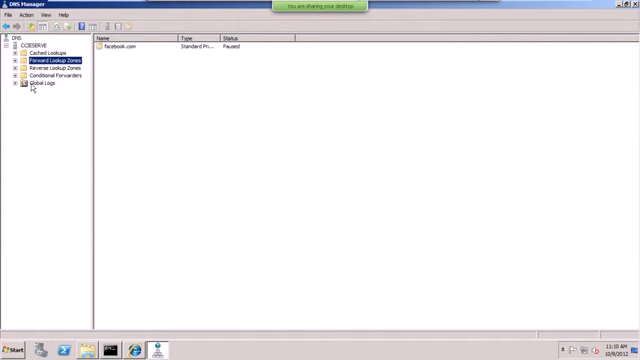 DNS Manager
You are sharing your desktop
File Action View Help
DNS
CCIESERVE
Cached Lookups
Forward Lookup Zones
Reverse Lookup Zones
Conditional Forwarders
Global Logs
Name Type Status
facebook.com Standard Pri... Paused
Start
11:10 AM
10/9/2012